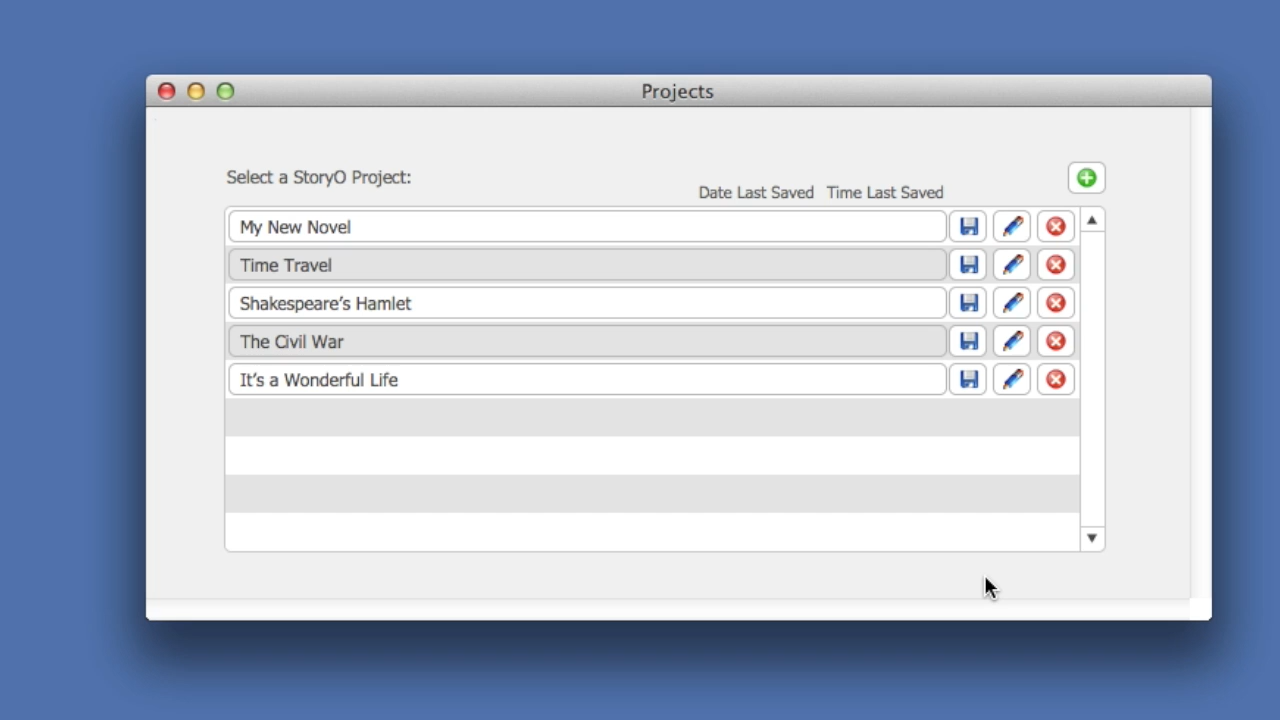 Projects
Select a StoryO Project:
Date Last Saved Time Last Saved
My New Novel
Time Travel
Shakespeare’s Hamlet
The Civil War
It’s a Wonderful Life